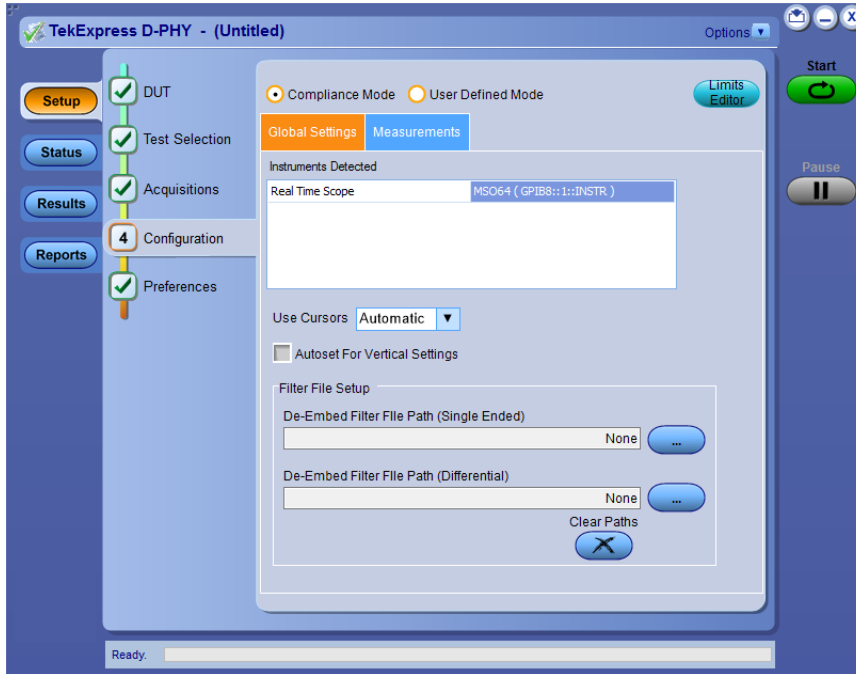 TekExpress D-PHY - (Untitled)
Options
Start
Pause
Setup
Status
Results
Reports
DUT
Test Selection
Acquisitions
4 Configuration
Preferences
Compliance Mode
User Defined Mode
Limits
Editor
Global Settings
Measurements
Instruments Detected
Real Time Scope
MSO64 ( GPIB8::1::INSTR )
Use Cursors
Automatic
Autoset For Vertical Settings
Filter File Setup
De-Embed Filter FIle Path (Single Ended)
None
...
De-Embed Filter FIle Path (Differential)
None
...
Clear Paths
Ready.